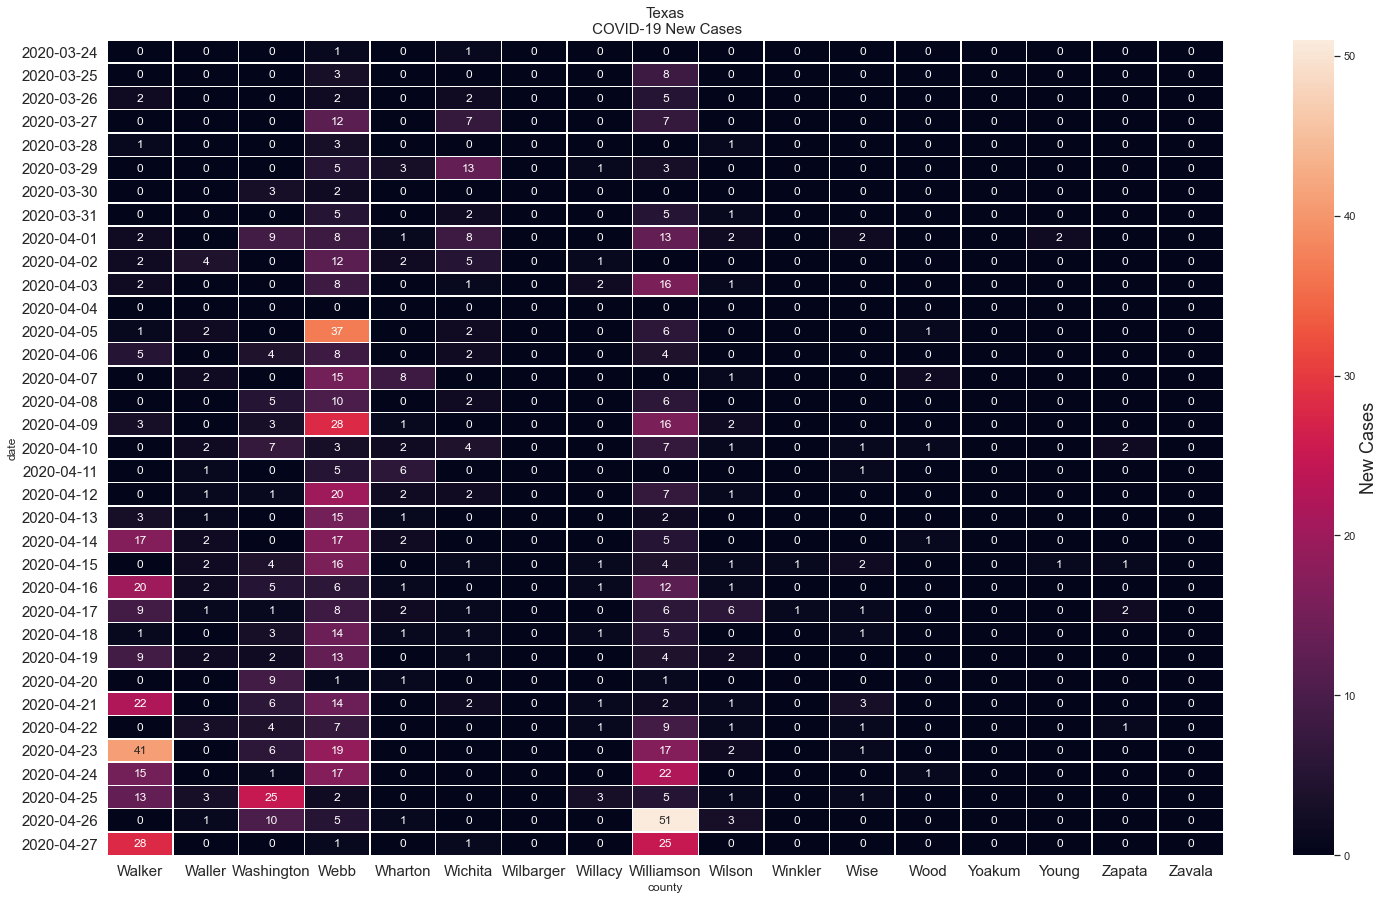 Texas
COVID-19 New Cases
2020-03-24 0 0 0 1 0 1 0 0 0 0 0 0 0 0 0 0 0
2020-03-25 0 0 0 3 0 0 0 0 8 0 0 0 0 0 0 0 0
2020-03-26 2 0 0 2 0 2 0 0 5 0 0 0 0 0 0 0 0
2020-03-27 0 0 0 12 0 7 0 0 7 0 0 0 0 0 0 0 0
2020-03-28 1 0 0 3 0 0 0 0 0 1 0 0 0 0 0 0 0
2020-03-29 0 0 0 5 3 13 0 1 3 0 0 0 0 0 0 0 0
2020-03-30 0 0 3 2 0 0 0 0 0 0 0 0 0 0 0 0 0
2020-03-31 0 0 0 5 0 2 0 0 5 1 0 0 0 0 0 0 0
2020-04-01 2 0 9 8 1 8 0 0 13 2 0 2 0 0 2 0 0
2020-04-02 2 4 0 12 2 5 0 1 0 0 0 0 0 0 0 0 0
2020-04-03 2 0 0 8 0 1 0 2 16 1 0 0 0 0 0 0 0
2020-04-04 0 0 0 0 0 0 0 0 0 0 0 0 0 0 0 0 0
2020-04-05 1 2 0 37 0 2 0 0 6 0 0 0 1 0 0 0 0
2020-04-06 5 0 4 8 0 2 0 0 4 0 0 0 0 0 0 0 0
2020-04-07 0 2 0 15 8 0 0 0 0 1 0 0 2 0 0 0 0
2020-04-08 0 0 5 10 0 2 0 0 6 0 0 0 0 0 0 0 0
2020-04-09 3 0 3 28 1 0 0 0 16 2 0 0 0 0 0 0 0
2020-04-10 0 2 7 3 2 4 0 0 7 1 0 1 1 0 0 2 0
2020-04-11 0 1 0 5 6 0 0 0 0 0 0 1 0 0 0 0 0
2020-04-12 0 1 1 20 2 2 0 0 7 1 0 0 0 0 0 0 0
2020-04-13 3 1 0 15 1 0 0 0 2 0 0 0 0 0 0 0 0
2020-04-14 17 2 0 17 2 0 0 0 5 0 0 0 1 0 0 0 0
2020-04-15 0 2 4 16 0 1 0 1 4 1 1 2 0 0 1 1 0
2020-04-16 20 2 5 6 1 0 0 1 12 1 0 0 0 0 0 0 0
2020-04-17 9 1 1 8 2 1 0 0 6 6 1 1 0 0 0 2 0
2020-04-18 1 0 3 14 1 1 0 1 5 0 0 1 0 0 0 0 0
2020-04-19 9 2 2 13 0 1 0 0 4 2 0 0 0 0 0 0 0
2020-04-20 0 0 9 1 1 0 0 0 1 0 0 0 0 0 0 0 0
2020-04-21 22 0 6 14 0 2 0 1 2 1 0 3 0 0 0 0 0
2020-04-22 0 3 4 7 0 0 0 1 9 1 0 1 0 0 0 1 0
2020-04-23 41 0 6 19 0 0 0 0 17 2 0 1 0 0 0 0 0
2020-04-24 15 0 1 17 0 0 0 0 22 0 0 0 1 0 0 0 0
2020-04-25 13 3 25 2 0 0 0 3 5 1 0 1 0 0 0 0 0
2020-04-26 0 1 10 5 1 0 0 0 51 3 0 0 0 0 0 0 0
2020-04-27 28 0 0 1 0 1 0 0 25 0 0 0 0 0 0 0 0
Walker Waller Washington Webb Wharton Wichita Wilbarger Willacy Williamson Wilson Winkler Wise Wood Yoakum Young Zapata Zavala
county
date
50
40
30
20
10
0
New Cases